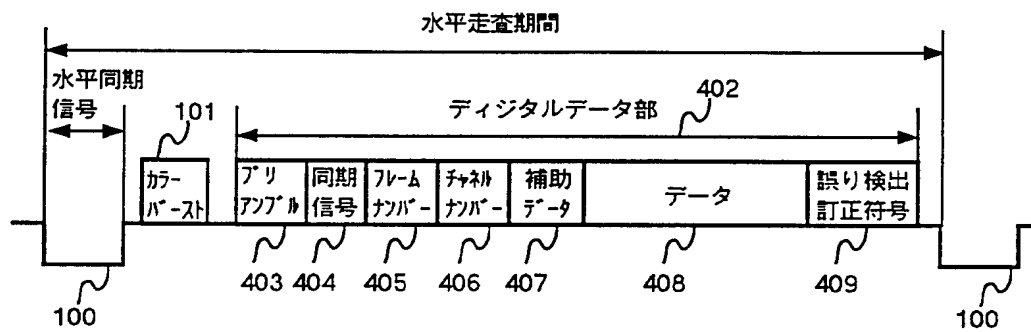 水平走査期間
水平同期
信号
101
ディジタルデータ部
402
カラー
バースト
プリ
アンブル
同期
信号
フレーム
ナンバー
チャネル
ナンバー
補助
データ
データ
誤り検出
訂正符号
403
404
405
406
407
408
409
100
100